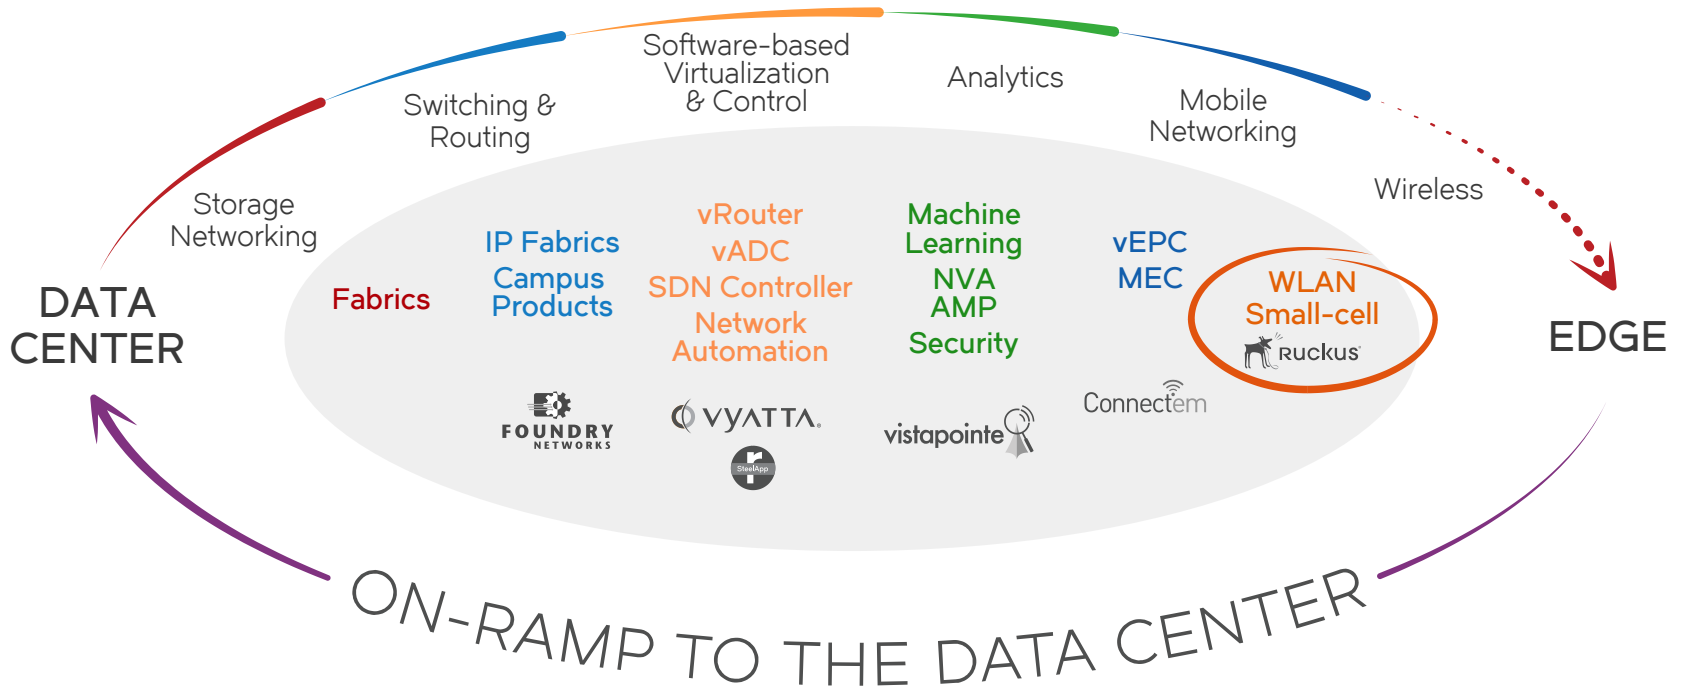 Software-based
Virtualization
& Control
Analytics
Switching &
Routing
Mobile
Networking
Storage
Networking
Wireless
DATA
CENTER
Fabrics
IP Fabrics
Campus
Products
FOUNDRY
NETWORKS
vRouter
vADC
SDN Controller
Network
Automation
VYATTA.
SteelApp
r
Machine
Learning
NVA
AMP
Security
vistapointe
vEPC
MEC
Connectem
WLAN
Small-cell
RUCKUS
EDGE
ON-RAMP TO THE DATA CENTER